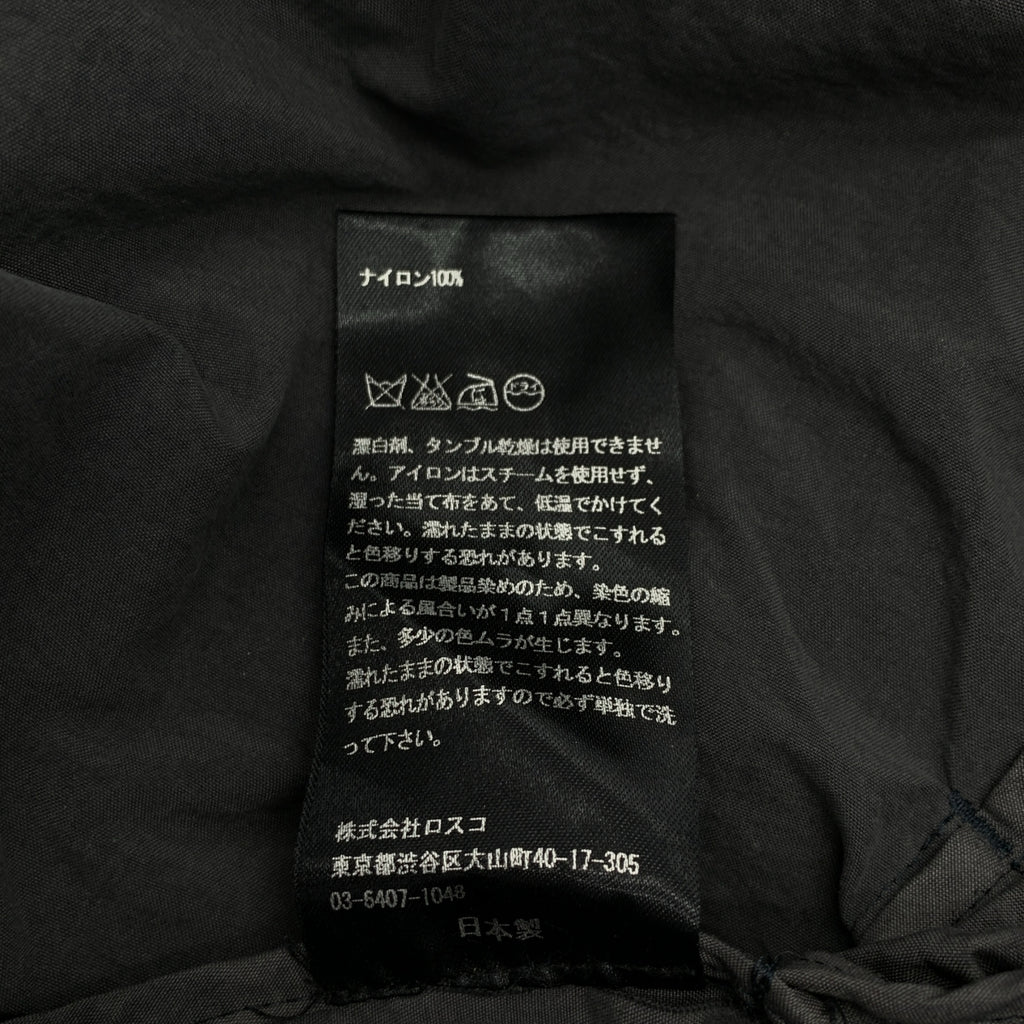 ナイロン100%
エンソ
ドライ
漂白剤、タンブル乾燥は使用できませ
ん。アイロンはスチームを使用せず、
湿った当て布をあて、低温でかけてく
ださい。濡れたままの状態でこすれる
と色移りする恐れがあります。
この商品は製品染めのため、染色の縮
みによる風合いが1点1点異なります。
また、多少の色ムラが生じます。
濡れたままの状態でこすれると色移り
する恐れがありますので必ず単独で洗
って下さい。
株式会社ロスコ
東京都渋谷区大山町40-17-305
03-6407-1048
日本製